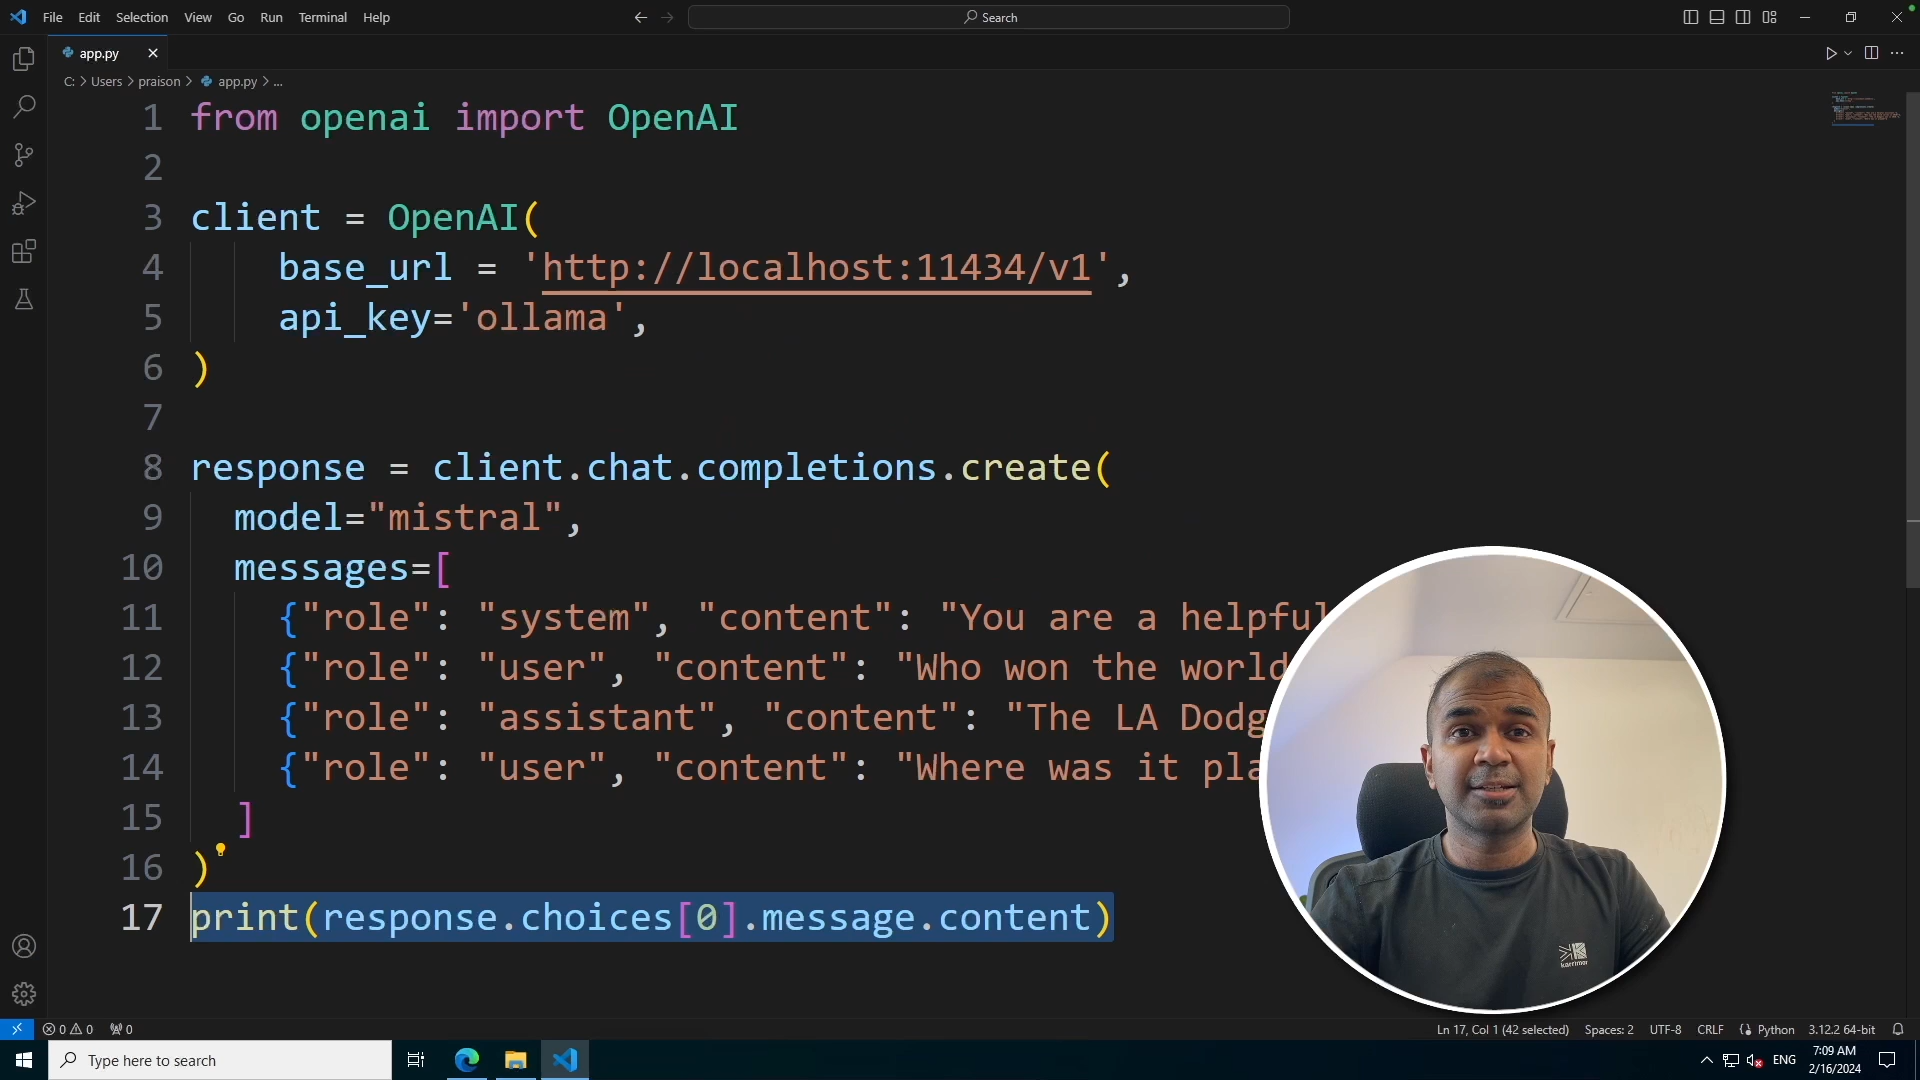 File Edit Selection View Go Run Terminal Help
Search
app.py
C: > Users > praison > app.py > ...
1 from openai import OpenAI
2
3 client = OpenAI(
4 base_url = 'http://localhost:11434/v1',
5 api_key='ollama',
6 )
7
8 response = client.chat.completions.create(
9 model="mistral",
10 messages=[
11 {"role": "system", "content": "You are a helpful
12 {"role": "user", "content": "Who won the world
13 {"role": "assistant", "content": "The LA Dodg
14 {"role": "user", "content": "Where was it pla
15 ]
16 )
17 print(response.choices[0].message.content)
karrimor
0 0 0 Ln 17, Col 1 (42 selected) Spaces: 2 UTF-8 CRLF Python 3.12.2 64-bit
Type here to search
ENG
7:09 AM
2/16/2024